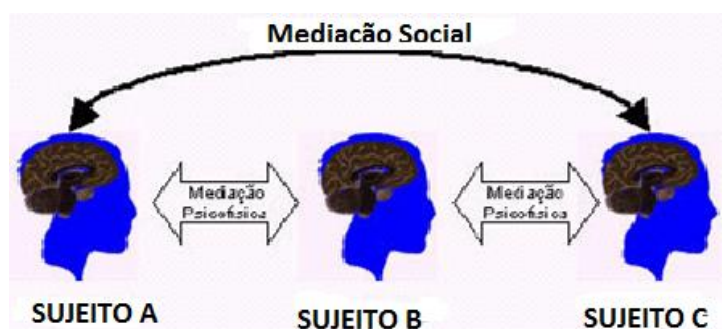 Mediacão Social
Mediação
Psicofísica
Mediação
Psicofísica
SUJEITO A
SUJEITO B
SUJEITO C